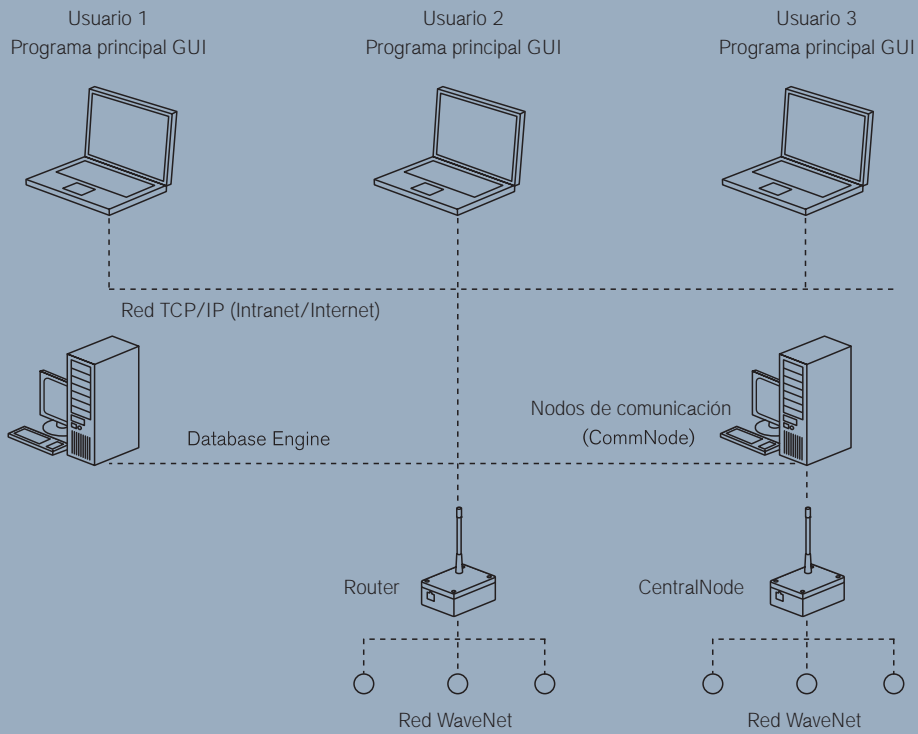 Usuario 1
Programa principal GUI
Usuario 2
Programa principal GUI
Usuario 3
Programa principal GUI
Red TCP/IP (Intranet/Internet)
Database Engine
Nodos de comunicación
(CommNode)
Router
CentralNode
Red WaveNet
Red WaveNet